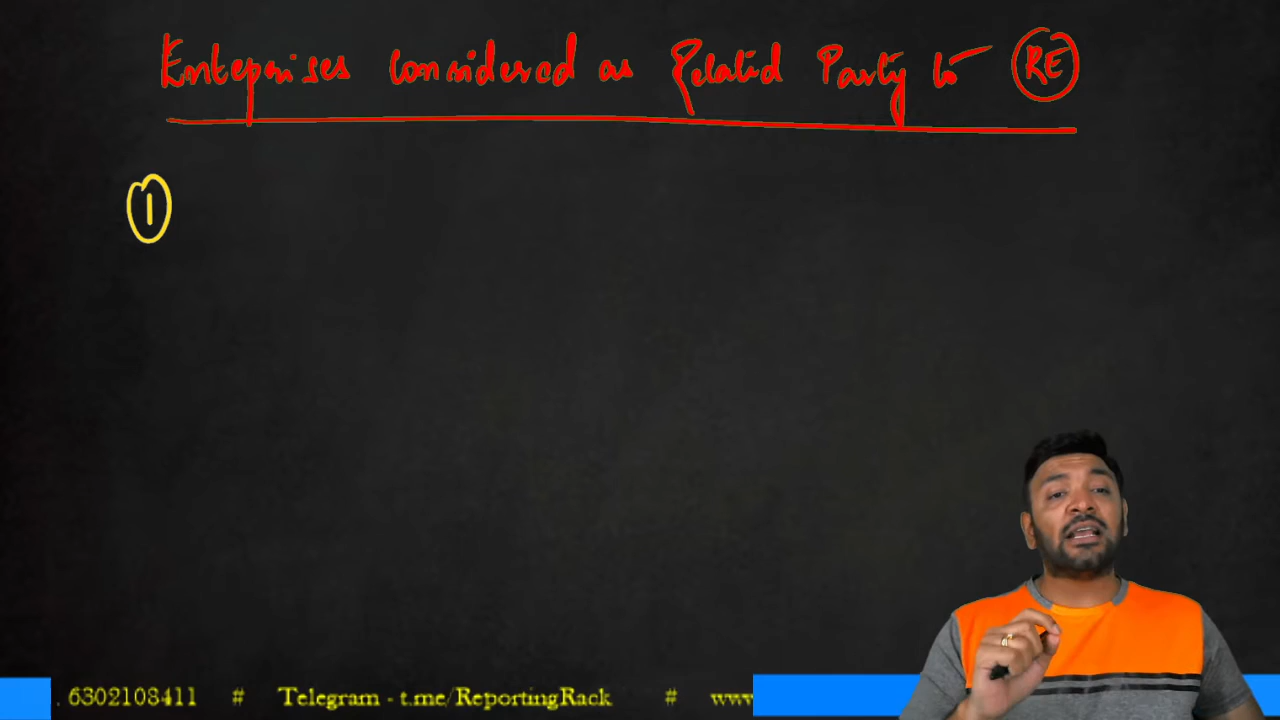 Enterprises considered as Related Party to RE
1
. 6302108411 # Telegram - t.me/ReportingRack # www